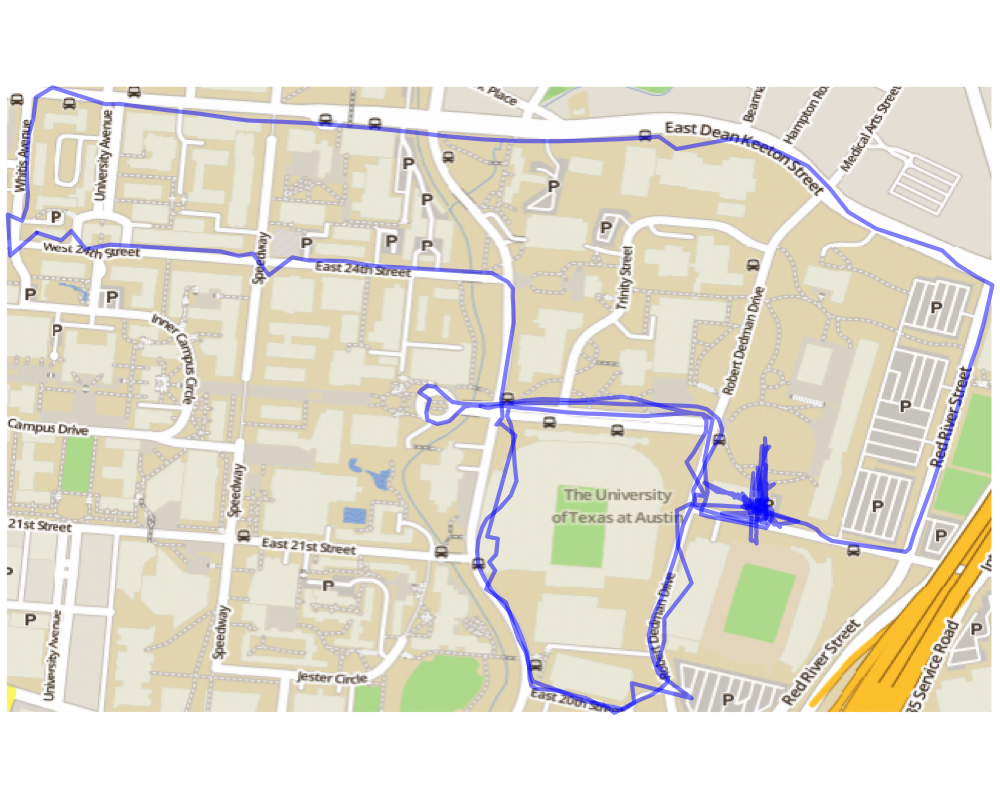 Place
Beanna
Hampton Ro
Medical Arts Street
East Dean Keeton Street
Whitis Avenue
University Avenue
P
P
P
P
P
West 24th Street
Speedway
P
P
P
East 24th Street
Trinity Street
P
P
P
Inner Campus Circle
Robert Dedman Drive
P
P
Red River Street
Campus Drive
Speedway
The University
of Texas at Austin
P
21st Street
East 21st Street
P
P
P
University Avenue
Speedway
Robert Dedman Drive
P
Jester Circle
East 20th Street
P
Red River Street
35 Service Road